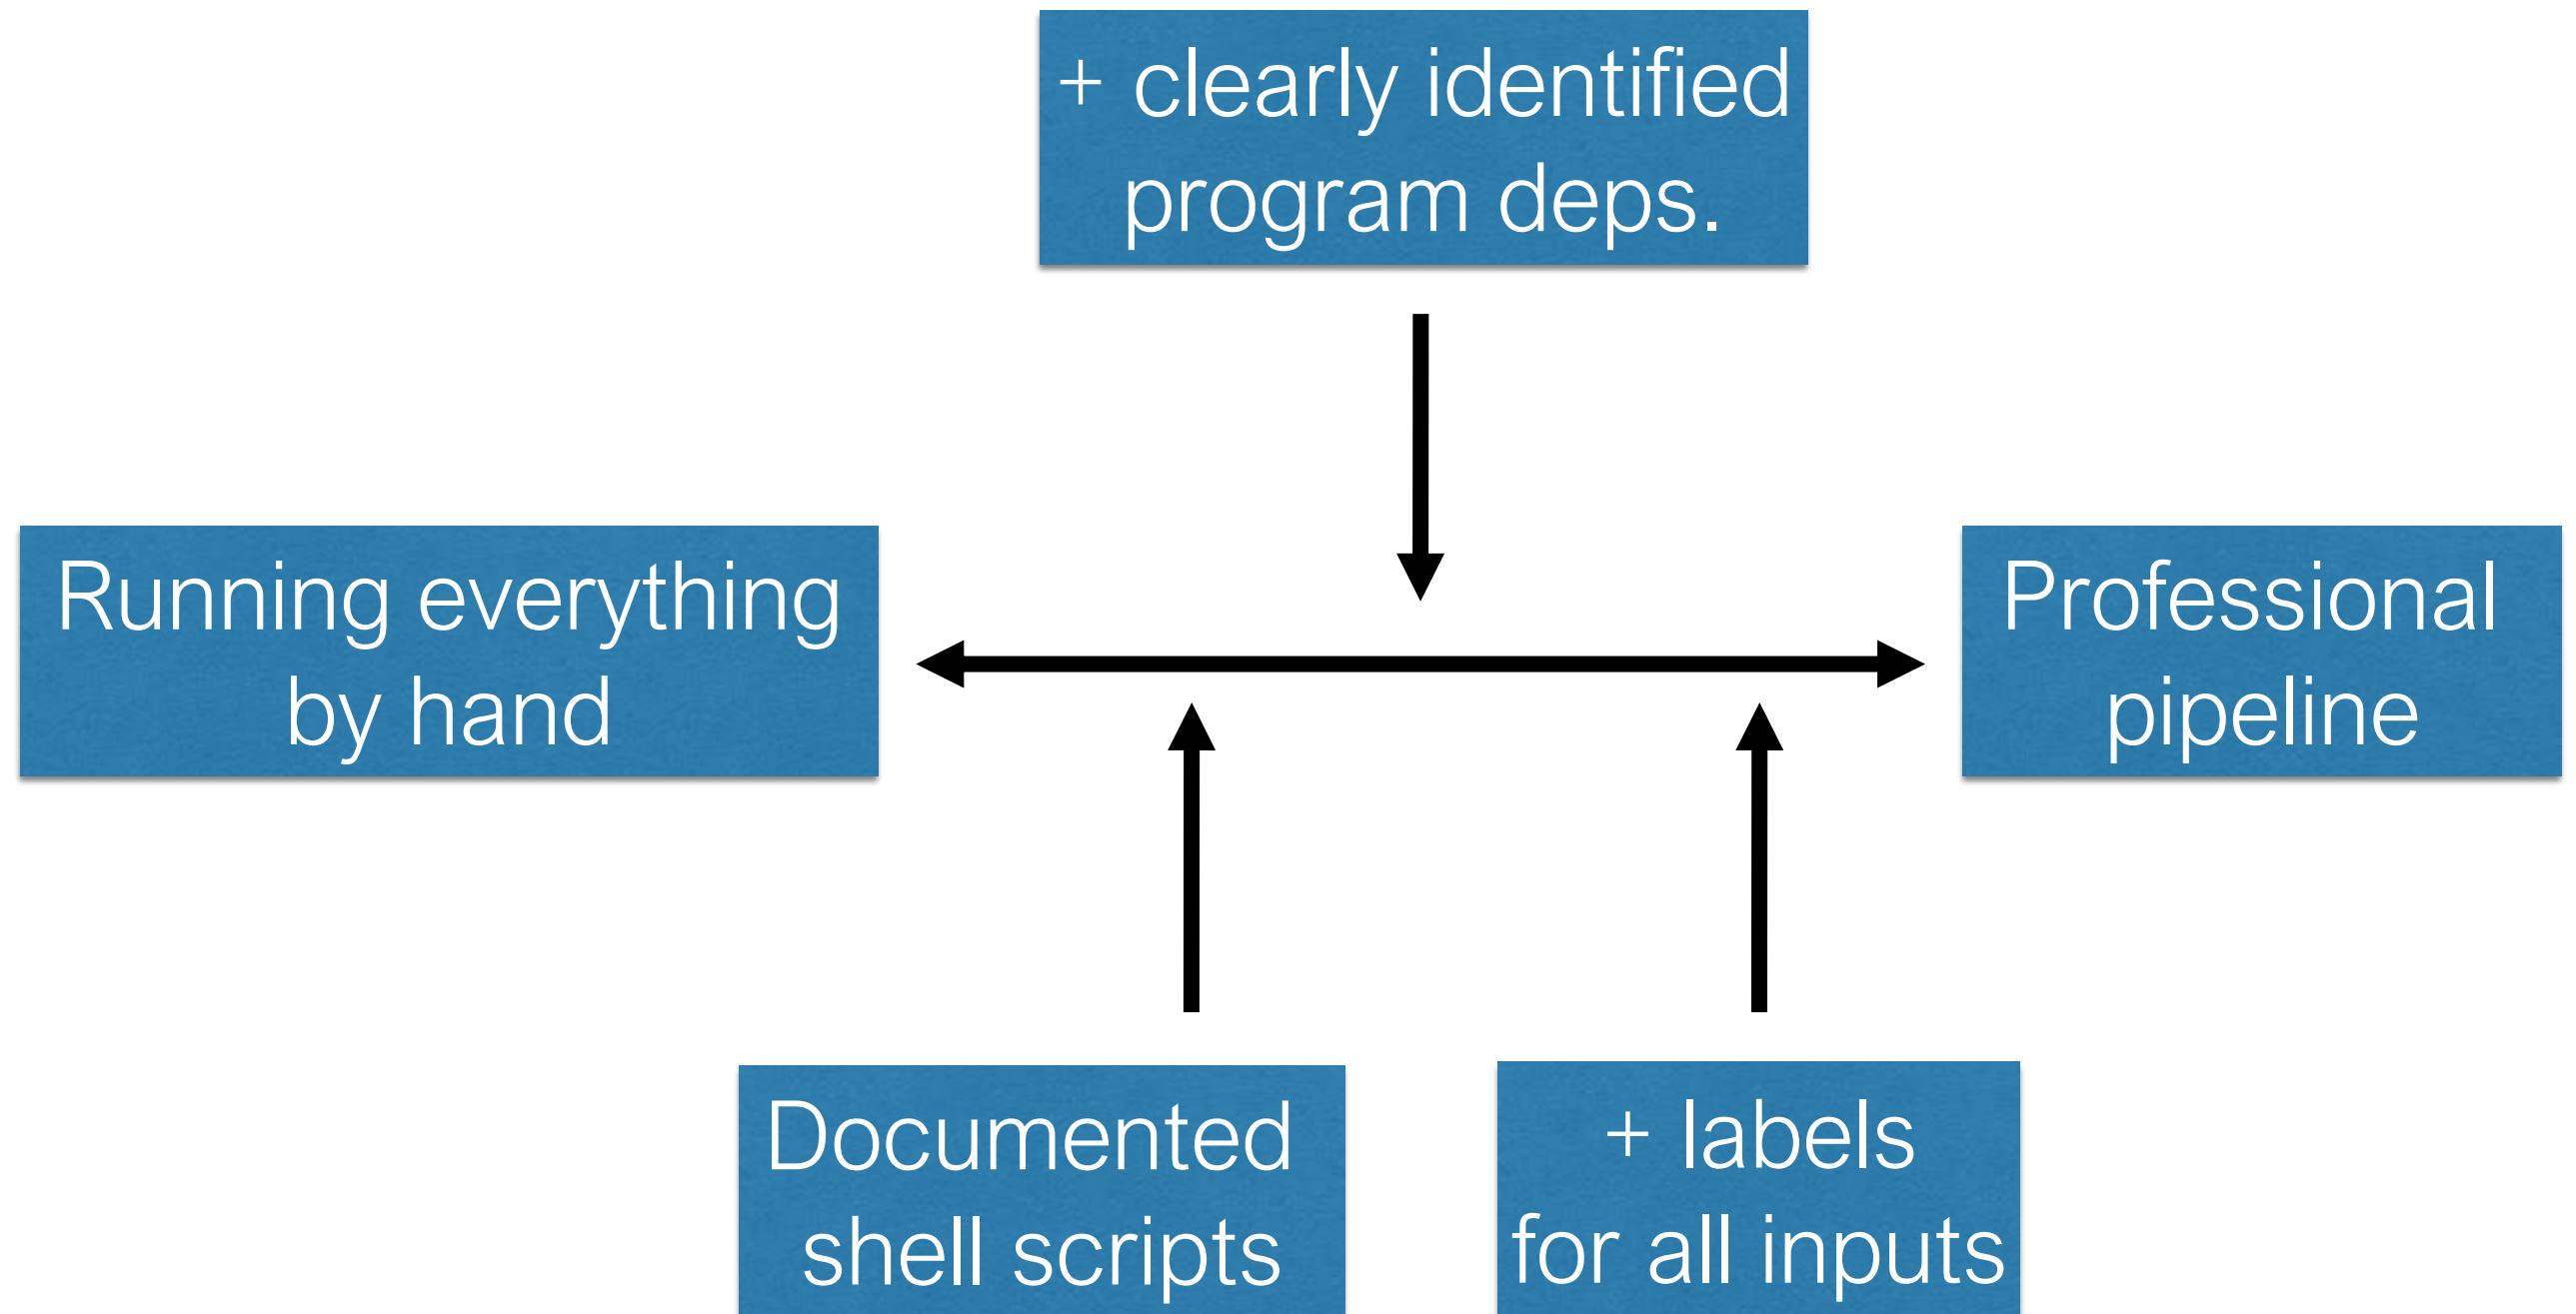 + clearly identified
program deps.
Running everything
by hand
Professional
pipeline
Documented
shell scripts
+ labels
for all inputs